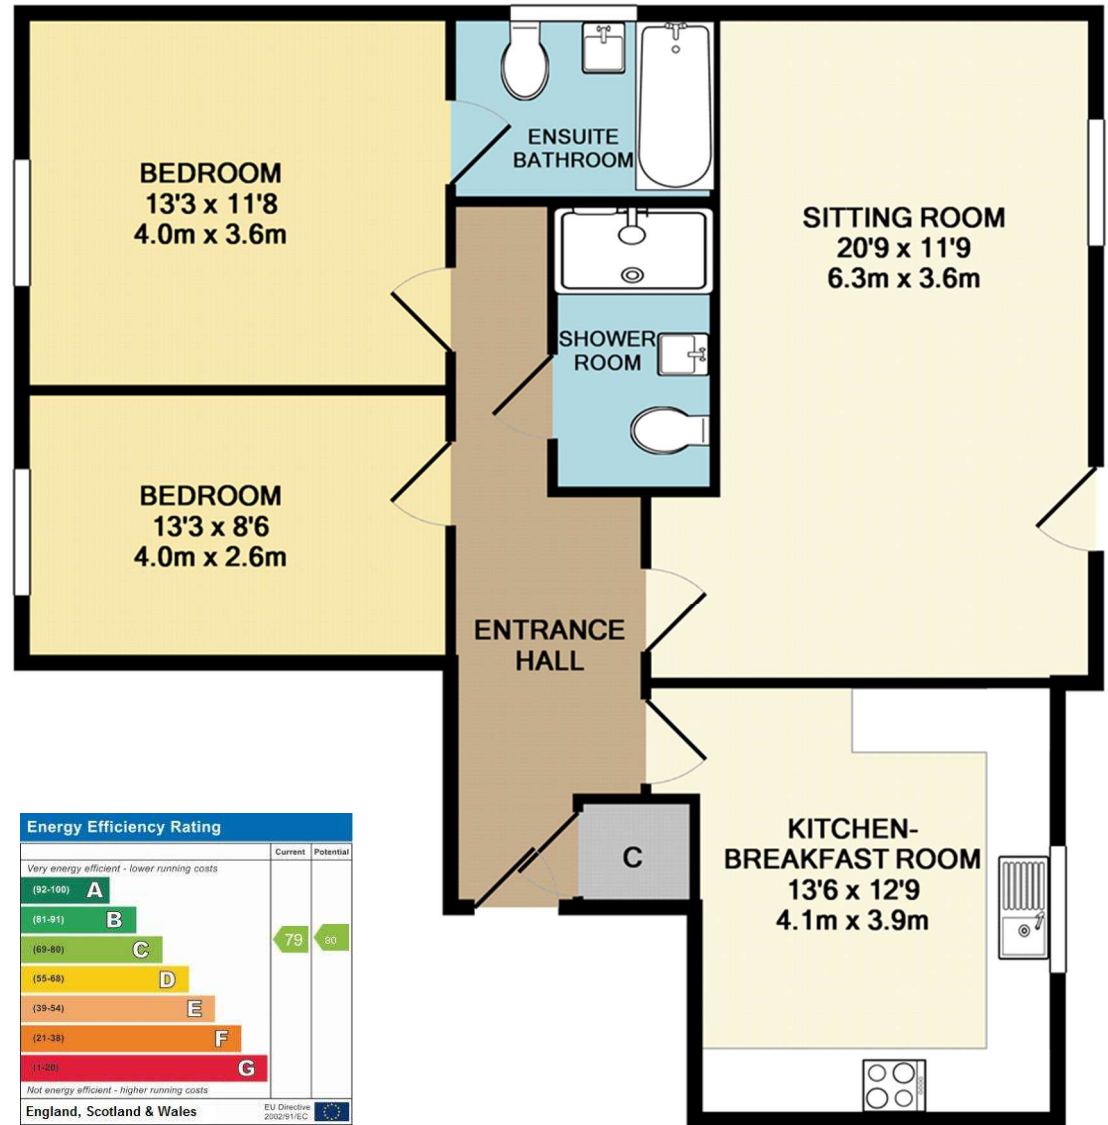 ENSUITE
BATHROOM
BEDROOM
13'3 x 11'8
4.0m x 3.6m
SITTING ROOM
20'9 x 11'9
6.3m x 3.6m
SHOWER
ROOM
BEDROOM
13'3 x 8'6
4.0m x 2.6m
ENTRANCE
HALL
C
KITCHEN-
BREAKFAST ROOM
13'6 x 12'9
4.1m x 3.9m
Energy Efficiency Rating
Current Potential
Very energy efficient - lower running costs
(92-100) A
(81-91) B
(69-80) C
79 80
(55-68) D
(39-54) E
(21-38) F
(1-20) G
Not energy efficient - higher running costs
England, Scotland & Wales
EU Directive
2002/91/EC